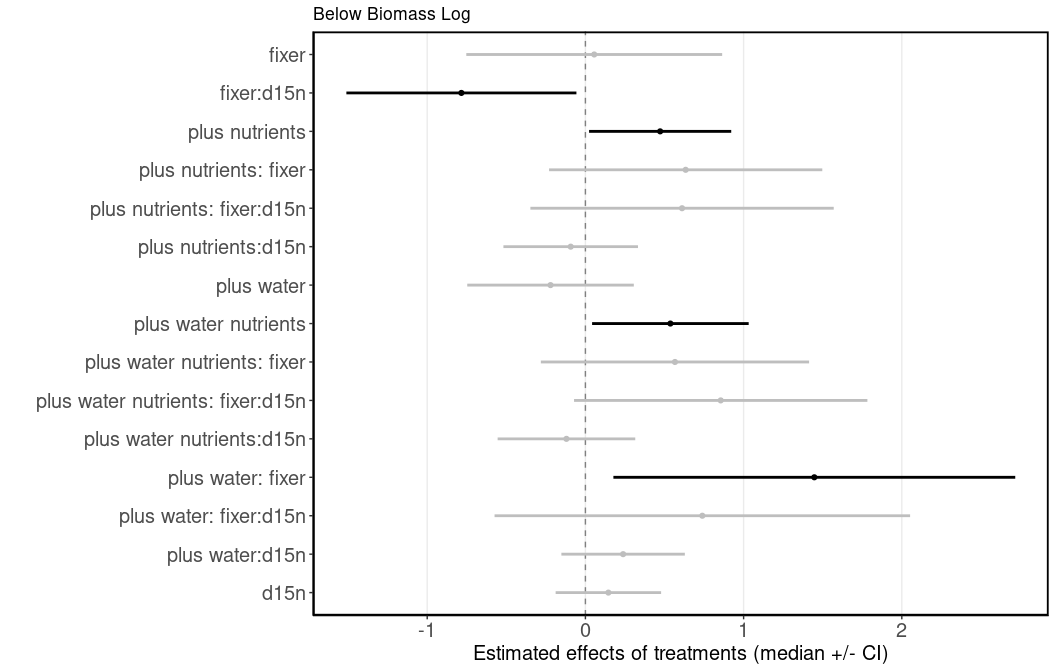 Below Biomass Log
fixer
fixer:d15n
plus nutrients
plus nutrients: fixer
plus nutrients: fixer:d15n
plus nutrients:d15n
plus water
plus water nutrients
plus water nutrients: fixer
plus water nutrients: fixer:d15n
plus water nutrients:d15n
plus water: fixer
plus water: fixer:d15n
plus water:d15n
d15n
-1 0 1 2
Estimated effects of treatments (median +/- CI)